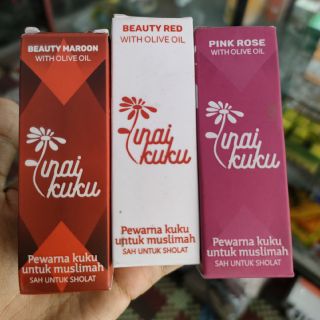 BEAUTY MAROON
WITH OLIVE OIL
inai
kuku
Pewarna kuku
untuk muslimah
SAH UNTUK SHOLAT
BEAUTY RED
WITH OLIVE OIL
inai
kuku
Pewarna kuku
untuk muslimah
SAH UNTUK SHOLAT
PINK ROSE
WITH OLIVE OIL
inai
kuku
Pewarna kuku
untuk muslimah
SAH UNTUK SHOLAT